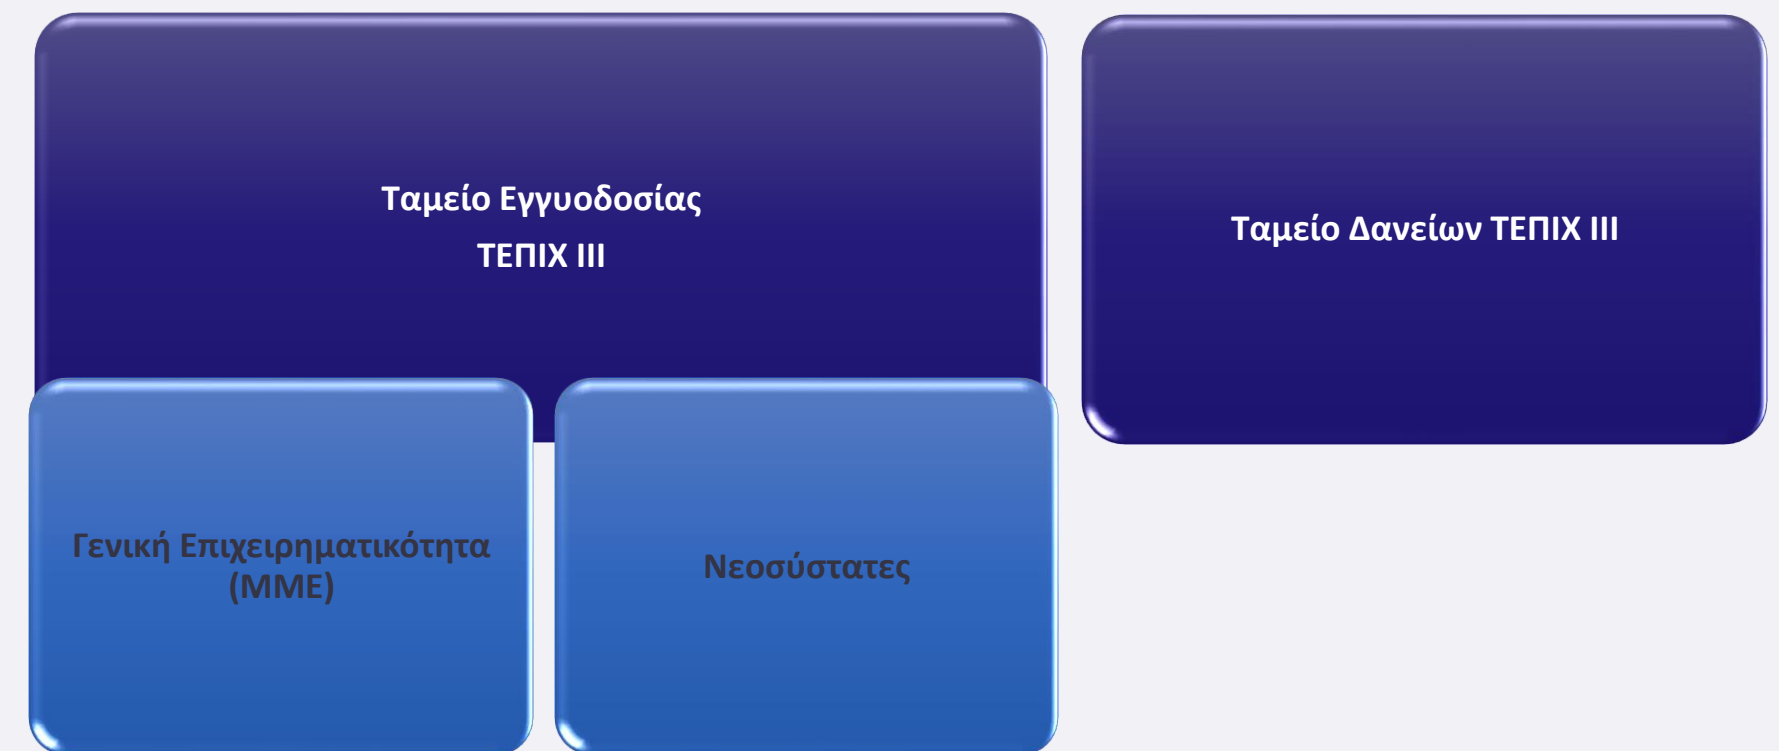 Ταμείο Εγγυοδοσίας
ΤΕΠΙΧ ΙΙΙ
Ταμείο Δανείων ΤΕΠΙΧ ΙΙΙ
Γενική Επιχειρηματικότητα
(ΜΜΕ)
Νεοσύστατες